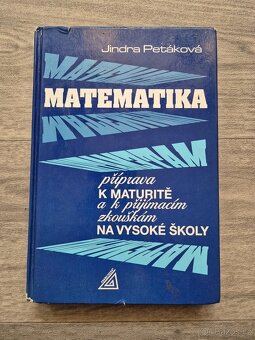 Jindra Petáková
MATEMATIKA
příprava
K MATURITĚ
a k přijímacím
zkouškám
NA VYSOKÉ ŠKOLY